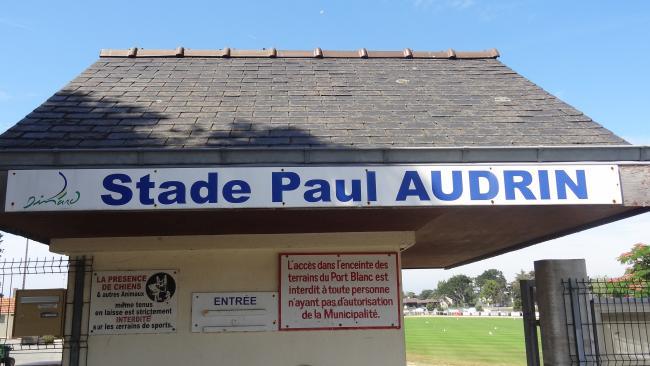 Dinard
Stade Paul AUDRIN
LA PRESENCE
DE CHIENS
& autres Animaux
même tenus
en laisse est strictement
INTERDITE
sur les terrains de sports.
ENTRÉE
L'accès dans l'enceinte des
terrains du Port Blanc est
interdit à toute personne
n'ayant pas d'autorisation
de la Municipalité.